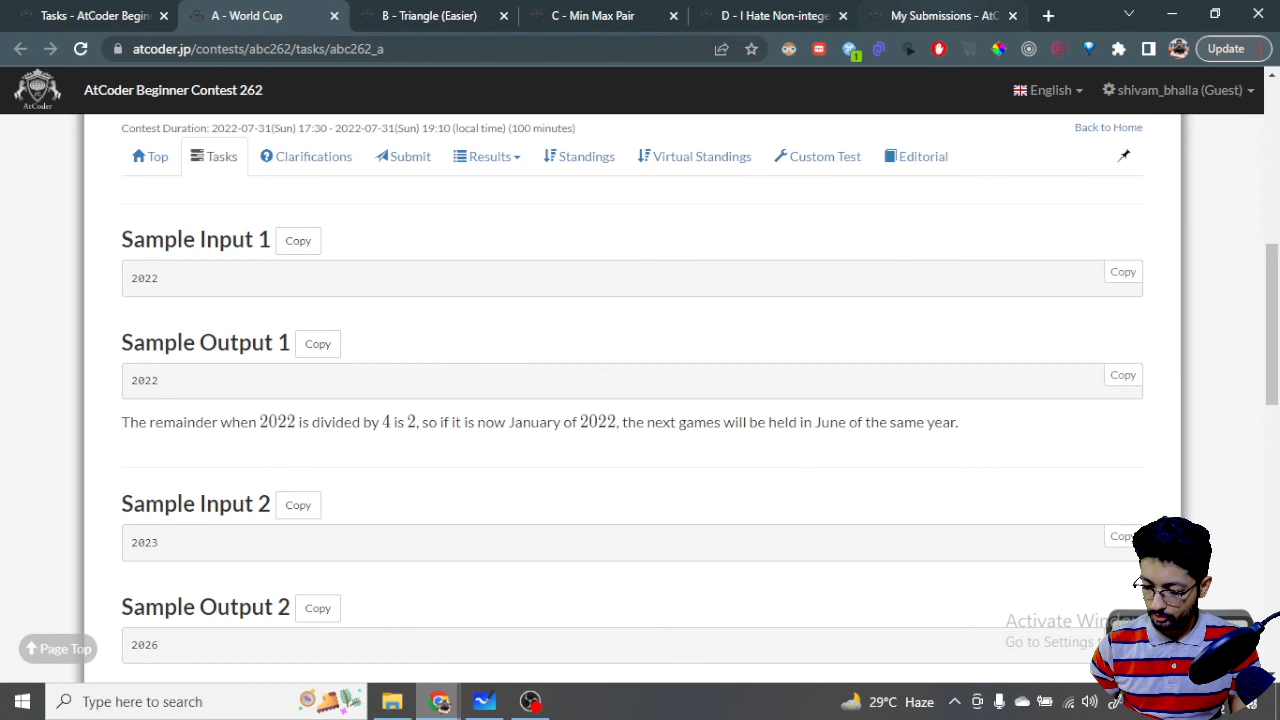 Tasks - AtCoder Begin
A - World Cup
B - Triangle (Easier)
C - Min Max Pair
D - I Hate Non-intege
My Submissions - AtC
atcoder.jp/contests/abc262/tasks/abc262_a
1
Update
AtCoder
AtCoder Beginner Contest 262
English
shivam_bhalla (Guest)
Contest Duration: 2022-07-31(Sun) 17:30 - 2022-07-31(Sun) 19:10 (local time) (100 minutes)
Back to Home
Top
Tasks
Clarifications
Submit
Results
Standings
Virtual Standings
Custom Test
Editorial
Sample Input 1
Copy
2022
Copy
Sample Output 1
Copy
2022
Copy
The remainder when 2022 is divided by 4 is 2, so if it is now January of 2022, the next games will be held in June of the same year.
Sample Input 2
Copy
2023
Copy
Sample Output 2
Copy
2026
Activate Windo
Go to Settings t
Page Top
Type here to search
29°C Haze